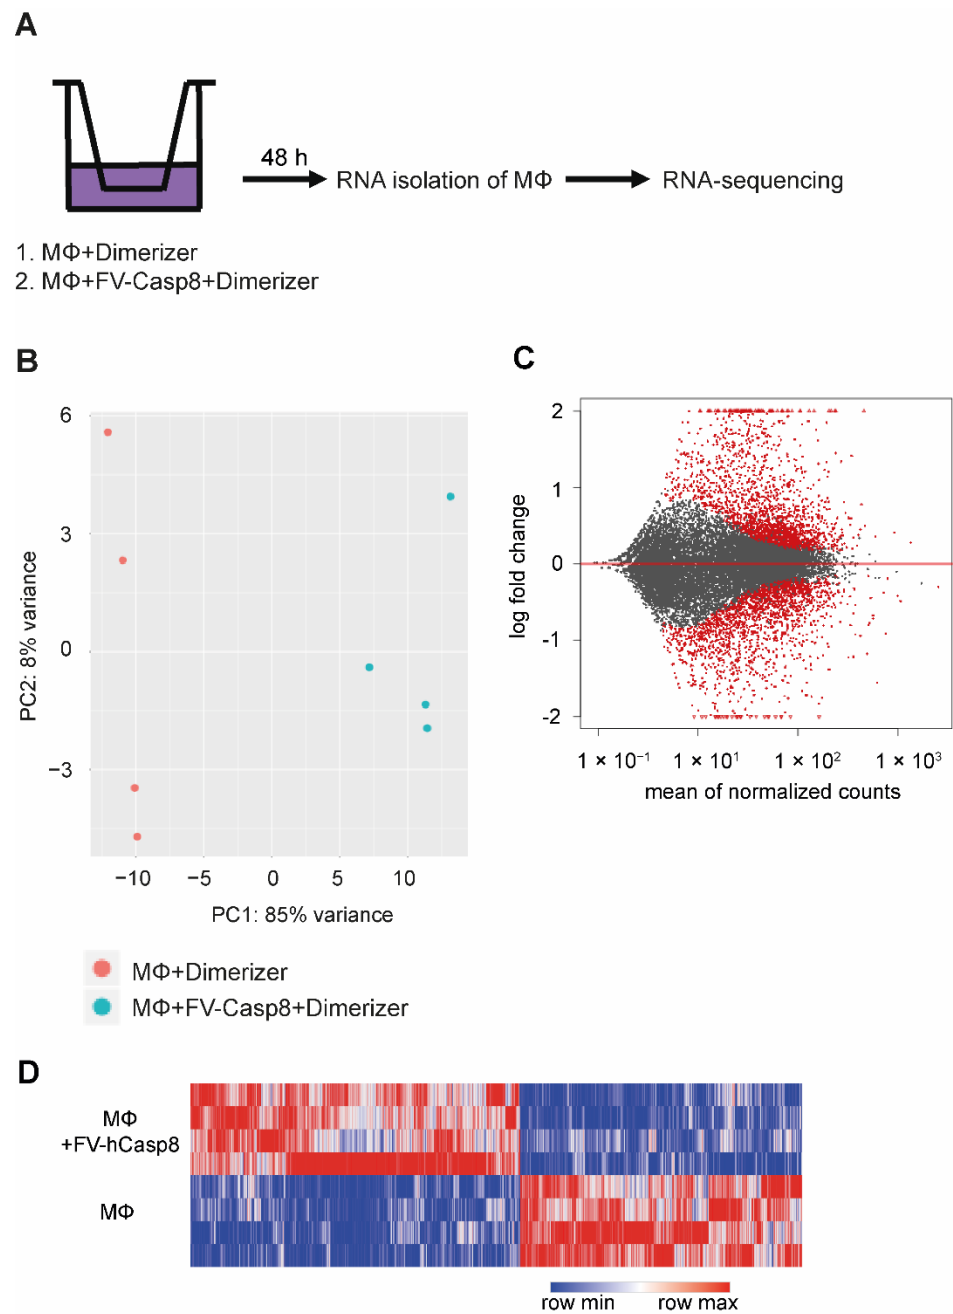 A
48 h
RNA isolation of MΦ
RNA-sequencing
1. MΦ+Dimerizer
2. MΦ+FV-Casp8+Dimerizer
B
6
3
0
−3
PC2: 8% variance
−10
−5
0
5
10
PC1: 85% variance
MΦ+Dimerizer
MΦ+FV-Casp8+Dimerizer
C
2
1
0
-1
-2
log fold change
1 × 10⁻¹
1 × 10¹
1 × 10²
1 × 10³
mean of normalized counts
D
MΦ
+FV-hCasp8
MΦ
row min
row max